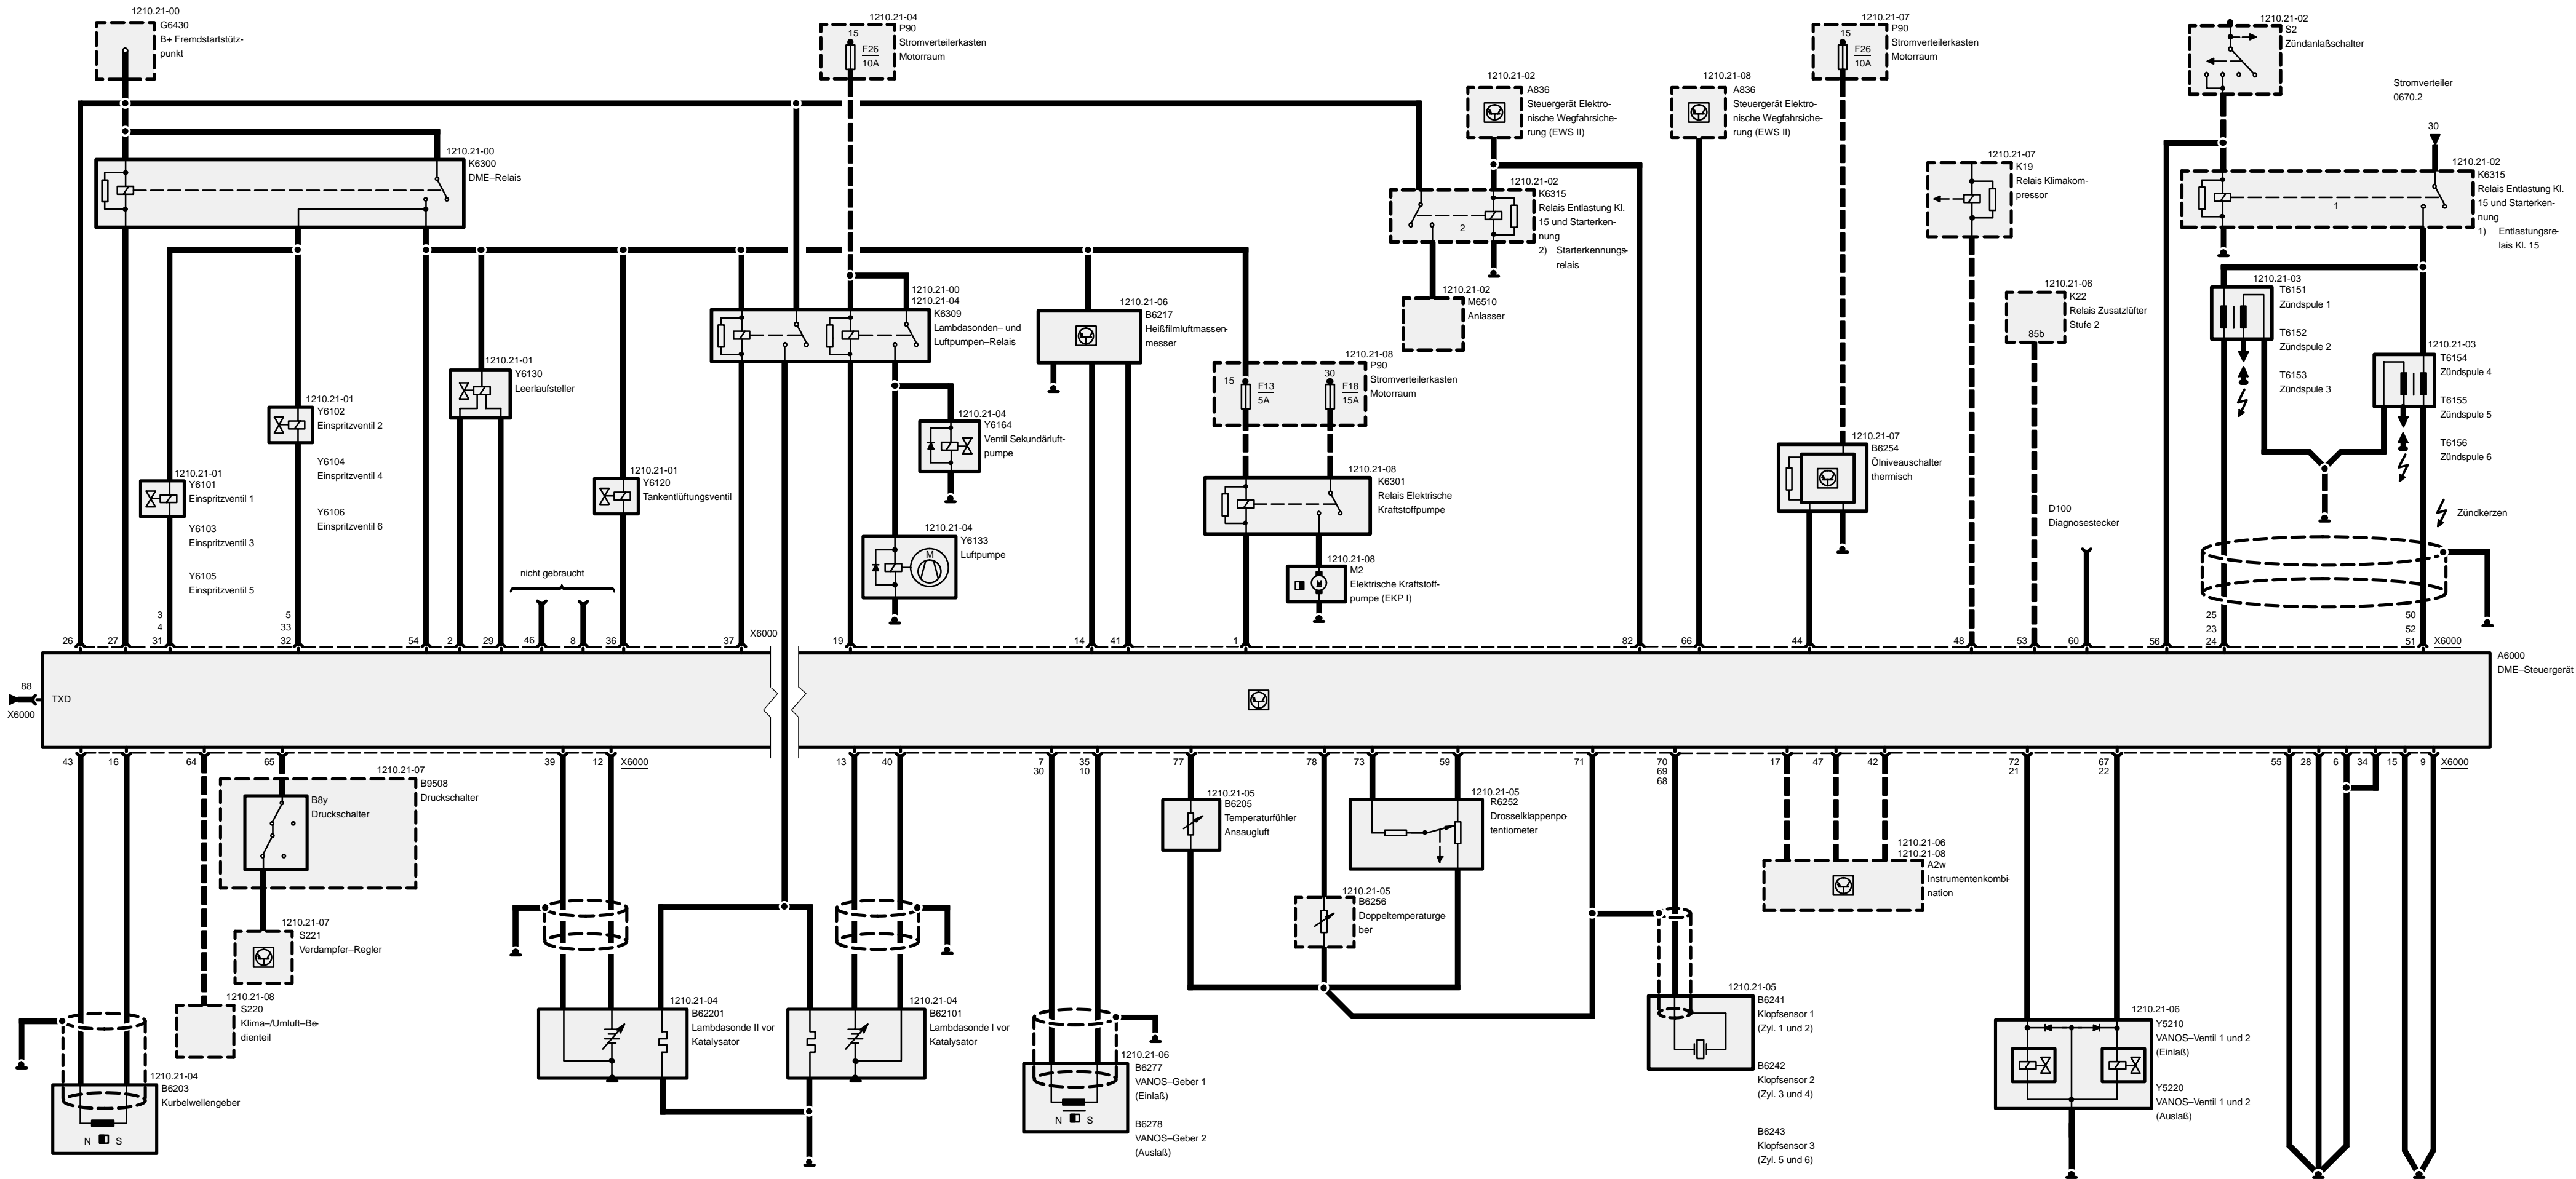 1210.21-00
G6430
B+ Fremdstartstütz-
punkt
1210.21-04
P90
Stromverteilerkasten
Motorraum
15
F26
10A
1210.21-02
A836
Steuergerät Elektro-
nische Wegfahrsiche-
rung (EWS II)
1210.21-08
A836
Steuergerät Elektro-
nische Wegfahrsiche-
rung (EWS II)
1210.21-07
P90
Stromverteilerkasten
Motorraum
15
F26
10A
1210.21-02
S2
Zündanlaßschalter
Stromverteiler
0670.2
30
1210.21-00
K6300
DME–Relais
1210.21-02
K6315
Relais Entlastung Kl.
15 und Starterken-
nung
2) Starterkennungs-
relais
2
1210.21-07
K19
Relais Klimakom-
pressor
1210.21-02
K6315
Relais Entlastung Kl.
15 und Starterken-
nung
1) Entlastungsre-
lais Kl. 15
1
1210.21-00
1210.21-04
K6309
Lambdasonden– und
Luftpumpen–Relais
1210.21-06
B6217
Heißfilmluftmassen-
messer
1210.21-02
M6510
Anlasser
1210.21-06
K22
Relais Zusatzlüfter
Stufe 2
85b
1210.21-03
T6151
Zündspule 1
T6152
Zündspule 2
T6153
Zündspule 3
1210.21-03
T6154
Zündspule 4
T6155
Zündspule 5
T6156
Zündspule 6
Zündkerzen
1210.21-01
Y6130
Leerlaufsteller
1210.21-08
P90
Stromverteilerkasten
Motorraum
15
F13
5A
30
F18
15A
1210.21-01
Y6102
Einspritzventil 2
Y6104
Einspritzventil 4
Y6106
Einspritzventil 6
1210.21-04
Y6164
Ventil Sekundärluft-
pumpe
1210.21-07
B6254
Ölniveauschalter
thermisch
1210.21-01
Y6101
Einspritzventil 1
Y6103
Einspritzventil 3
Y6105
Einspritzventil 5
1210.21-01
Y6120
Tankentlüftungsventil
1210.21-08
K6301
Relais Elektrische
Kraftstoffpumpe
D100
Diagnosestecker
1210.21-04
Y6133
Luftpumpe
M
1210.21-08
M2
Elektrische Kraftstoff-
pumpe (EKP I)
M
nicht gebraucht
3
4
31
5
33
32
25
23
24
50
52
51
26
27
54
2
29
46
8
36
37
X6000
19
14
41
1
82
66
44
48
53
60
56
X6000
A6000
DME–Steuergerät
88
X6000
TXD
43
16
64
65
39
12
X6000
13
40
7
30
35
10
77
78
73
59
71
70
69
68
17
47
42
72
21
67
22
55
28
6
34
15
9
X6000
1210.21-07
B9508
Druckschalter
B8y
Druckschalter
1210.21-05
B6205
Temperaturfühler
Ansaugluft
1210.21-05
R6252
Drosselklappenpo-
tentiometer
1210.21-06
1210.21-08
A2w
Instrumentenkombi-
nation
1210.21-05
B6256
Doppeltemperaturge-
ber
1210.21-07
S221
Verdampfer–Regler
1210.21-08
S220
Klima–/Umluft–Be-
dienteil
1210.21-04
B62201
Lambdasonde II vor
Katalysator
1210.21-04
B62101
Lambdasonde I vor
Katalysator
1210.21-05
B6241
Klopfsensor 1
(Zyl. 1 und 2)
B6242
Klopfsensor 2
(Zyl. 3 und 4)
B6243
Klopfsensor 3
(Zyl. 5 und 6)
1210.21-06
Y5210
VANOS–Ventil 1 und 2
(Einlaß)
Y5220
VANOS–Ventil 1 und 2
(Auslaß)
1210.21-06
B6277
VANOS–Geber 1
(Einlaß)
B6278
VANOS–Geber 2
(Auslaß)
N S
1210.21-04
B6203
Kurbelwellengeber
N S